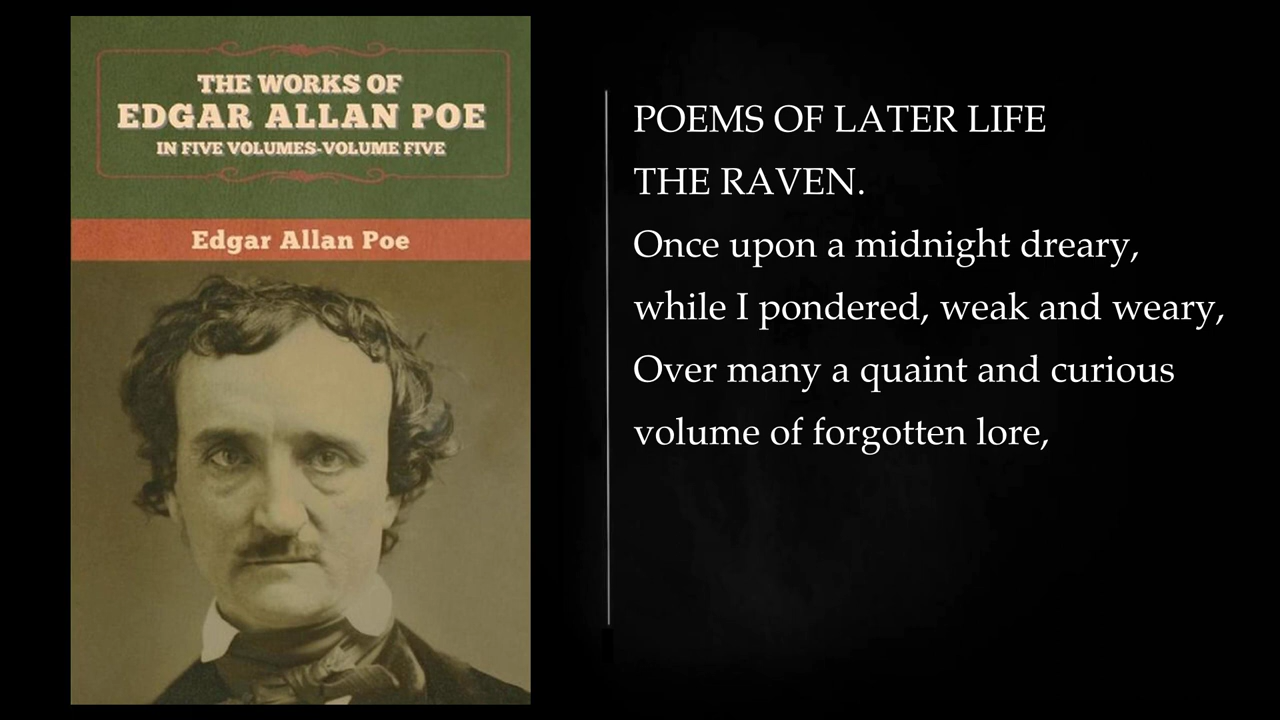 THE WORKS OF
EDGAR ALLAN POE
IN FIVE VOLUMES-VOLUME FIVE
Edgar Allan Poe
POEMS OF LATER LIFE
THE RAVEN.
Once upon a midnight dreary,
while I pondered, weak and weary,
Over many a quaint and curious
volume of forgotten lore,